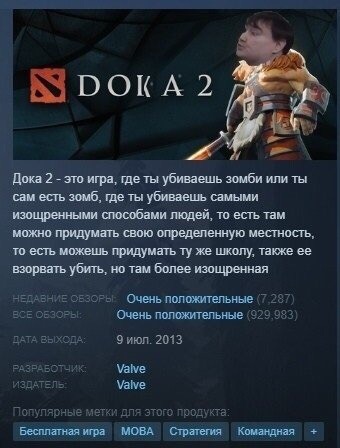 DOKA 2
Дока 2 - это игра, где ты убиваешь зомби или ты
сам есть зомб, где ты убиваешь самыми
изощренными способами людей, то есть там
можно придумать свою определенную местность,
то есть можешь придумать ту же школу, также ее
взорвать убить, но там более изощренная
НЕДАВНИЕ ОБЗОРЫ: Очень положительные (7,287)
ВСЕ ОБЗОРЫ: Очень положительные (929,983)
ДАТА ВЫХОДА: 9 июл. 2013
РАЗРАБОТЧИК: Valve
ИЗДАТЕЛЬ: Valve
Популярные метки для этого продукта:
Бесплатная игра MOBA Стратегия Командная +